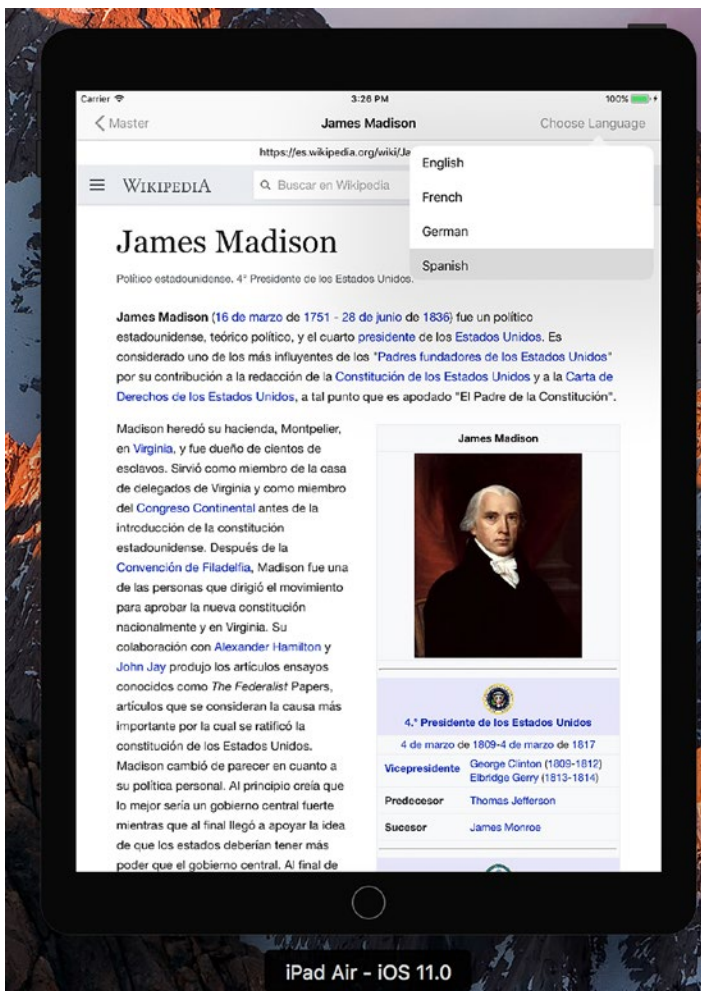 Carrier 3:26 PM 100%
Master James Madison Choose Language
https://es.wikipedia.org/wiki/Ja
English
French
German
Spanish
WIKIPEDIA Buscar en Wikipedia
James Madison
Político estadounidense. 4° Presidente de los Estados Unidos.
James Madison (16 de marzo de 1751 - 28 de junio de 1836) fue un político
estadounidense, teórico político, y el cuarto presidente de los Estados Unidos. Es
considerado uno de los más influyentes de los "Padres fundadores de los Estados Unidos"
por su contribución a la redacción de la Constitución de los Estados Unidos y a la Carta de
Derechos de los Estados Unidos, a tal punto que es apodado "El Padre de la Constitución".
Madison heredó su hacienda, Montpelier,
en Virginia, y fue dueño de cientos de
esclavos. Sirvió como miembro de la casa
de delegados de Virginia y como miembro
del Congreso Continental antes de la
introducción de la constitución
estadounidense. Después de la
Convención de Filadelfia, Madison fue una
de las personas que dirigió el movimiento
para aprobar la nueva constitución
nacionalmente y en Virginia. Su
colaboración con Alexander Hamilton y
John Jay produjo los artículos ensayos
conocidos como The Federalist Papers,
artículos que se consideran la causa más
importante por la cual se ratificó la
constitución de los Estados Unidos.
Madison cambió de parecer en cuanto a
su política personal. Al principio creía que
lo mejor sería un gobierno central fuerte
mientras que al final llegó a apoyar la idea
de que los estados deberían tener más
poder que el gobierno central. Al final de
James Madison
4.° Presidente de los Estados Unidos
4 de marzo de 1809-4 de marzo de 1817
Vicepresidente George Clinton (1809-1812)
Elbridge Gerry (1813-1814)
Predecesor Thomas Jefferson
Sucesor James Monroe
iPad Air - iOS 11.0